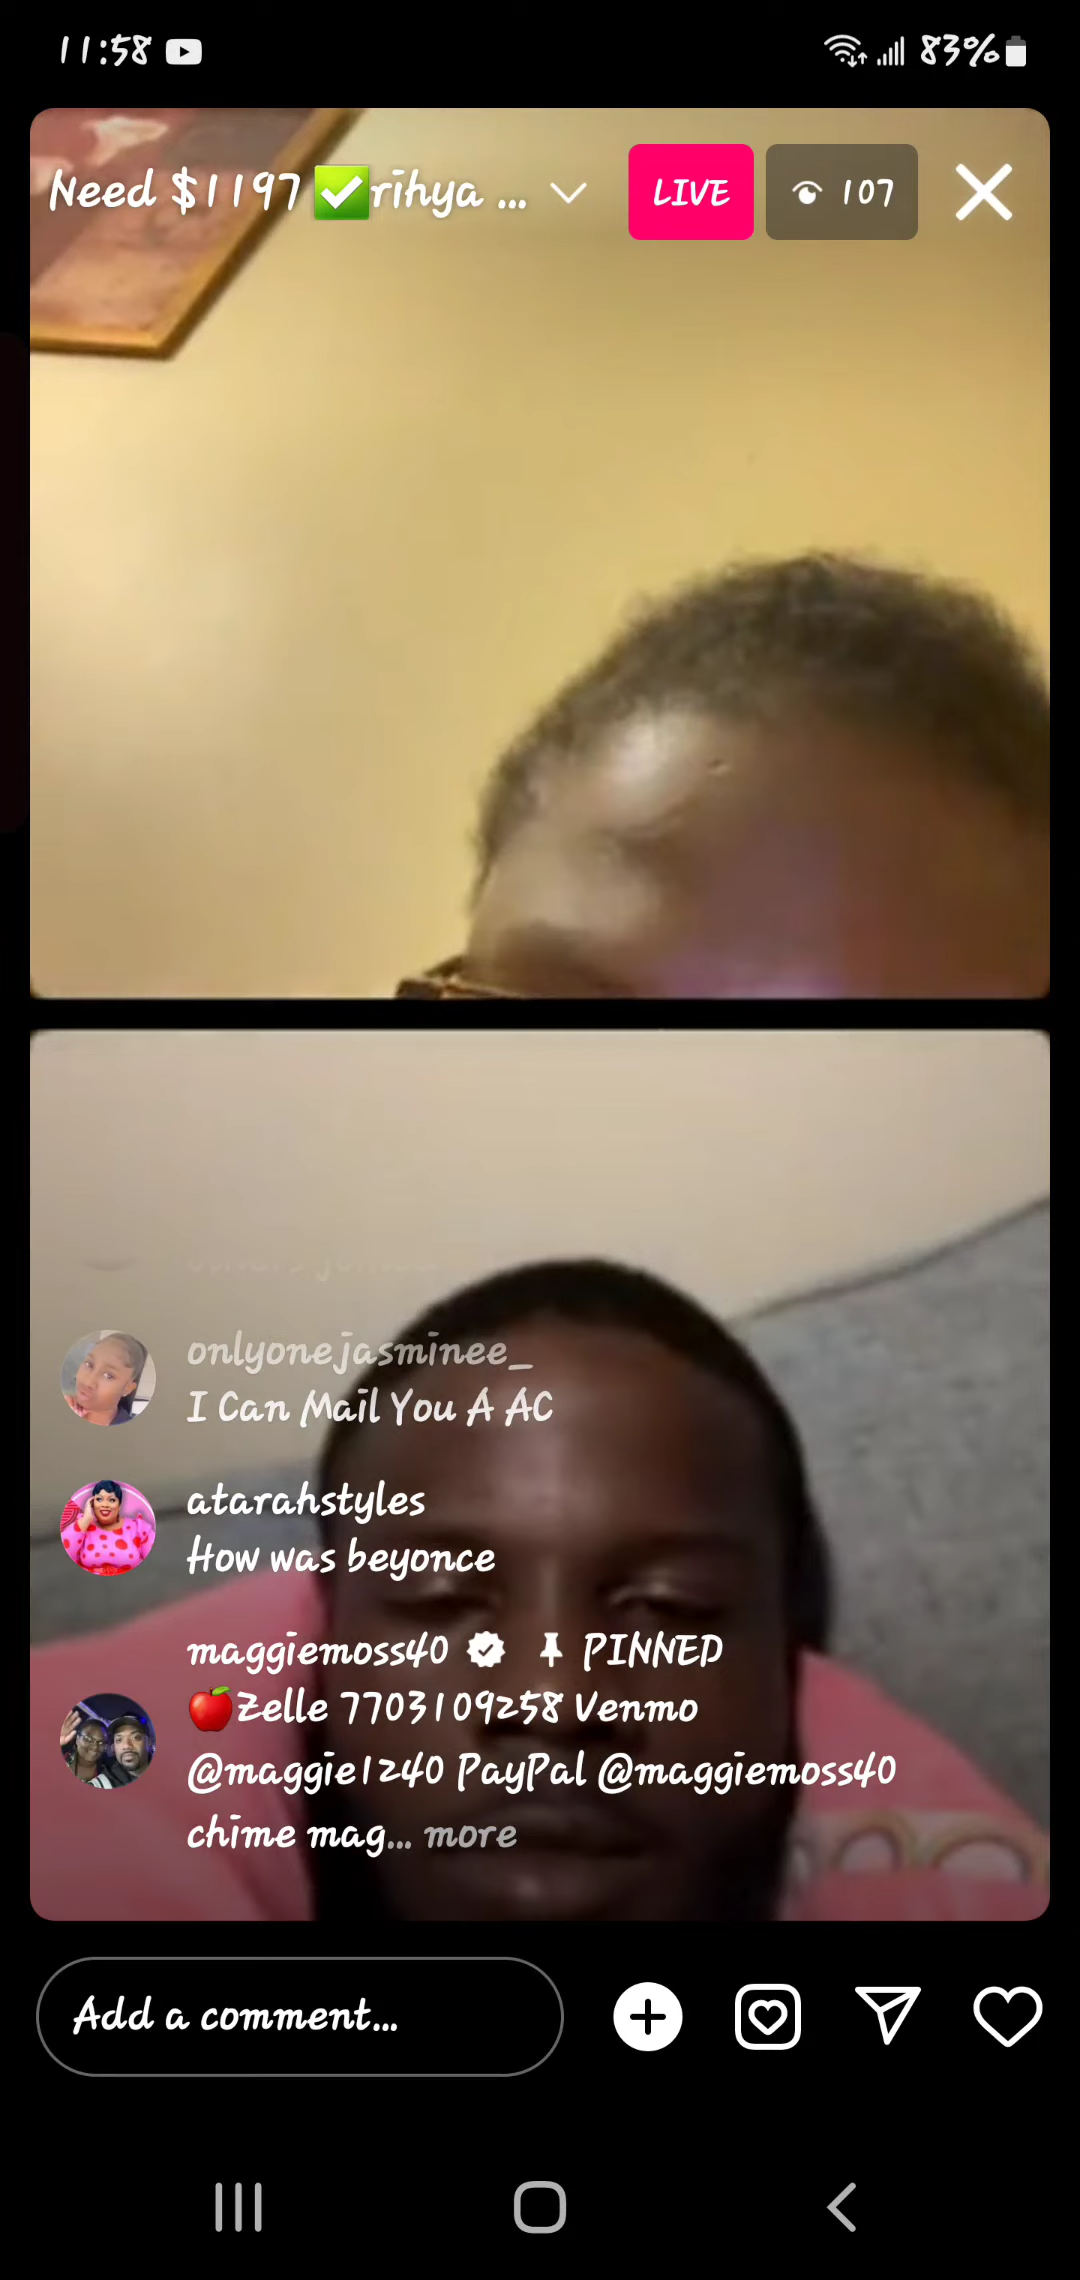 11:58
83%
Need $1197 ✅rihya ...
LIVE
107
onlyonejasminee_
I Can Mail You A AC
atarahstyles
How was beyonce
maggiemoss40 PINNED
🍎Zelle 7703109258 Venmo
@maggie1240 PayPal @maggiemoss40
chime mag... more
Add a comment...